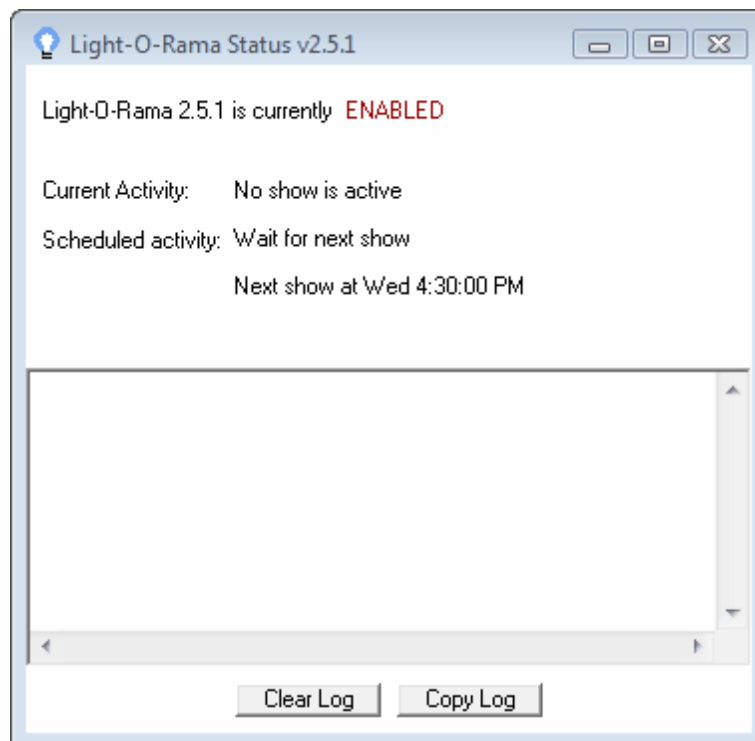 Light-O-Rama Status v2.5.1
Light-O-Rama 2.5.1 is currently ENABLED
Current Activity: No show is active
Scheduled activity: Wait for next show
Next show at Wed 4:30:00 PM
Clear Log Copy Log